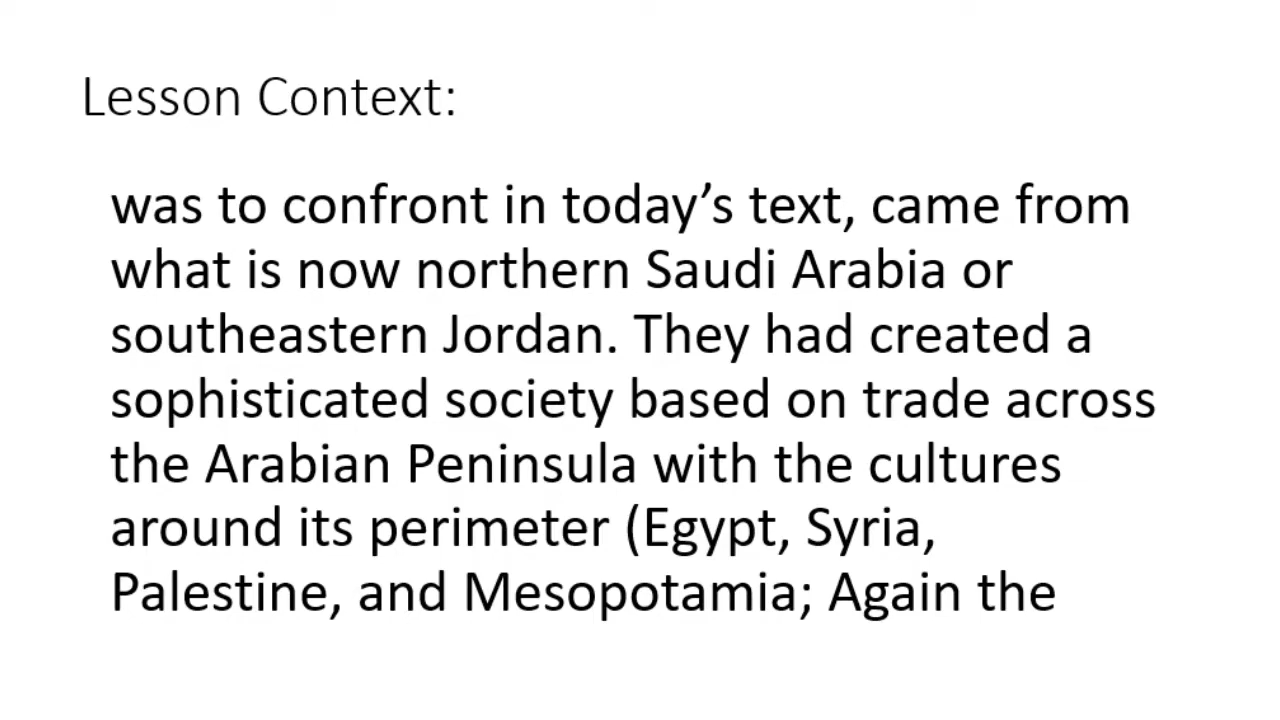 Lesson Context:
was to confront in today’s text, came from
what is now northern Saudi Arabia or
southeastern Jordan. They had created a
sophisticated society based on trade across
the Arabian Peninsula with the cultures
around its perimeter (Egypt, Syria,
Palestine, and Mesopotamia; Again the